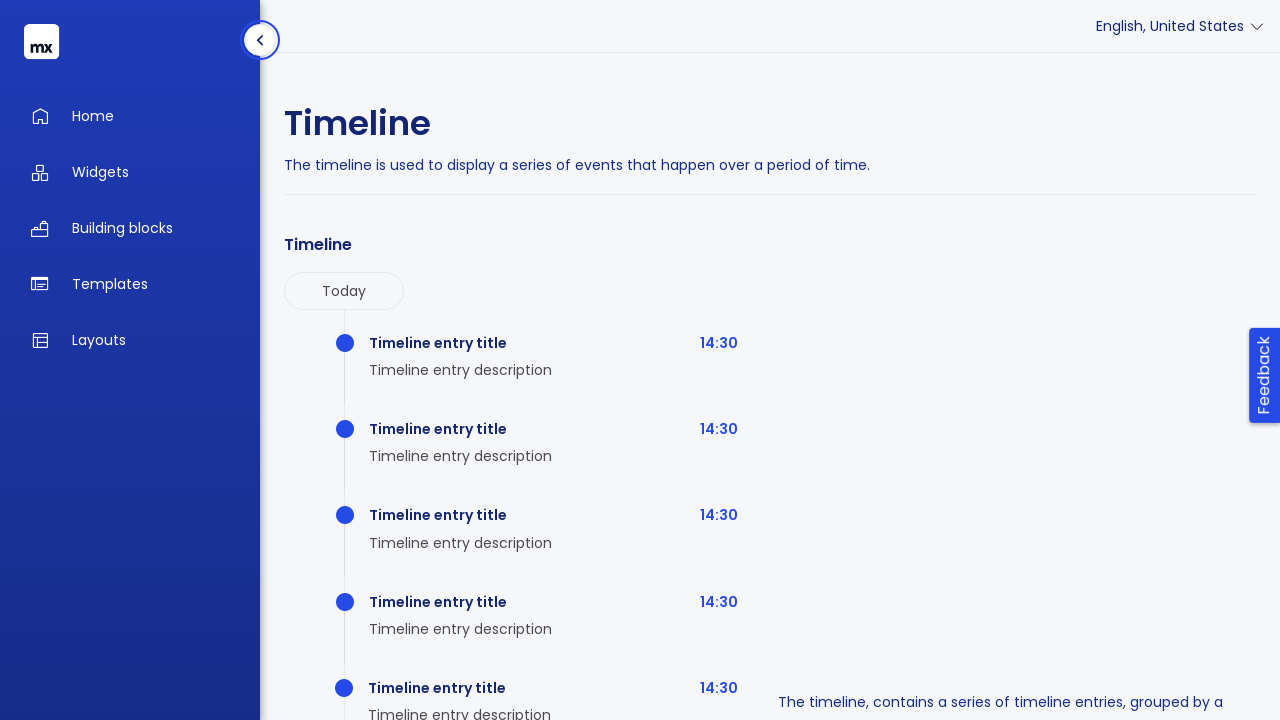 mx
English, United States
Home
Widgets
Building blocks
Templates
Layouts
Timeline
The timeline is used to display a series of events that happen over a period of time.
Timeline
Today
Timeline entry title 14:30
Timeline entry description
Timeline entry title 14:30
Timeline entry description
Timeline entry title 14:30
Timeline entry description
Timeline entry title 14:30
Timeline entry description
Timeline entry title 14:30
Timeline entry description
The timeline, contains a series of timeline entries, grouped by a
Feedback